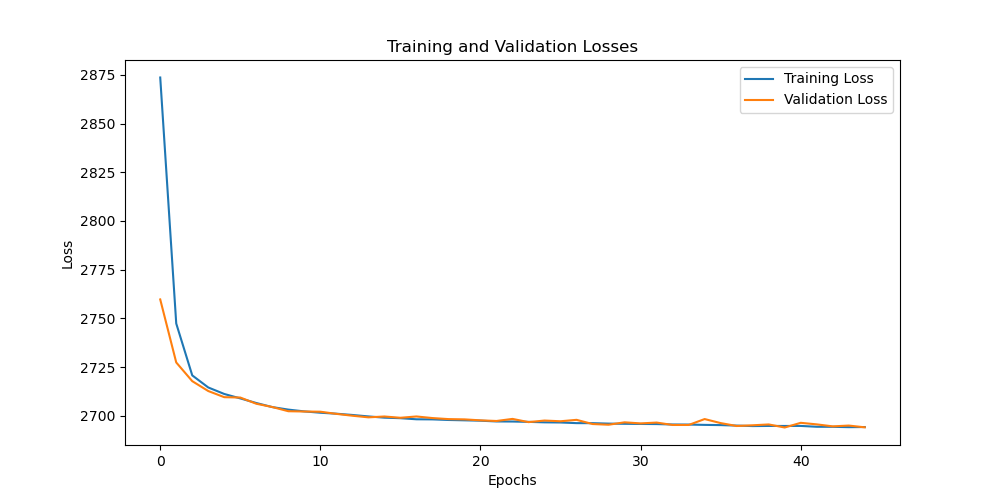 Training and Validation Losses
Training Loss
Validation Loss
2875
2850
2825
2800
2775
2750
2725
2700
Loss
0
10
20
30
40
Epochs